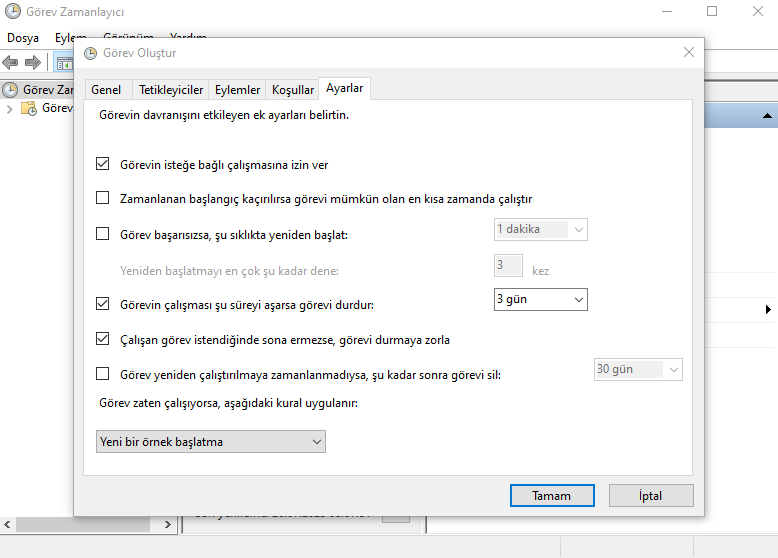 Görev Zamanlayıcı
Dosya Eylem Görünüm Yardım
Görev Zar
Görev
Görev Oluştur
Genel Tetikleyiciler Eylemler Koşullar Ayarlar
Görevin davranışını etkileyen ek ayarları belirtin.
Görevin isteğe bağlı çalışmasına izin ver
Zamanlanan başlangıç kaçırılırsa görevi mümkün olan en kısa zamanda çalıştır
Görev başarısızsa, şu sıklıkta yeniden başlat: 1 dakika
Yeniden başlatmayı en çok şu kadar dene: 3 kez
Görevin çalışması şu süreyi aşarsa görevi durdur: 3 gün
Çalışan görev istendiğinde sona ermezse, görevi durmaya zorla
Görev yeniden çalıştırılmaya zamanlanmadıysa, şu kadar sonra görevi sil: 30 gün
Görev zaten çalışıyorsa, aşağıdaki kural uygulanır:
Yeni bir örnek başlatma
Tamam İptal